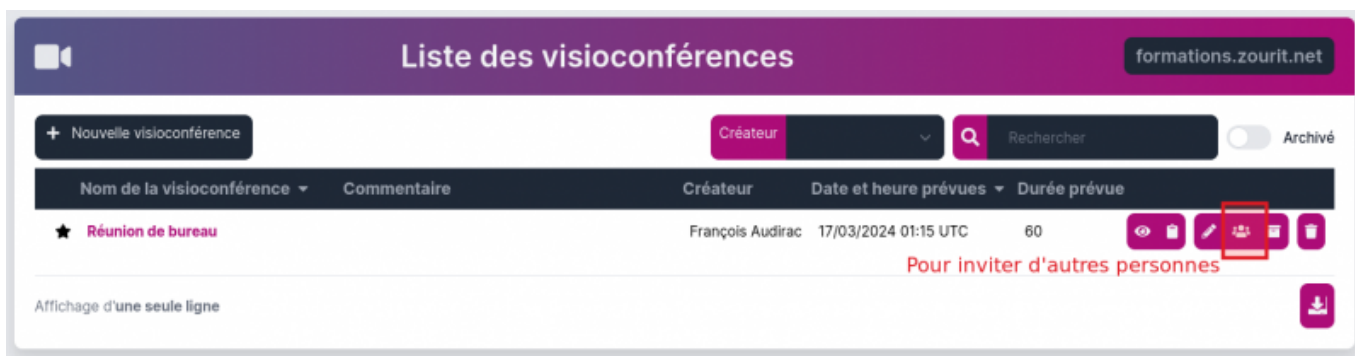 Liste des visioconférences
formations.zourit.net
+ Nouvelle visioconférence
Créateur
Rechercher
Archivé
Nom de la visioconférence Commentaire Créateur Date et heure prévues Durée prévue
Réunion de bureau François Audirac 17/03/2024 01:15 UTC 60
Pour inviter d'autres personnes
Affichage d'une seule ligne